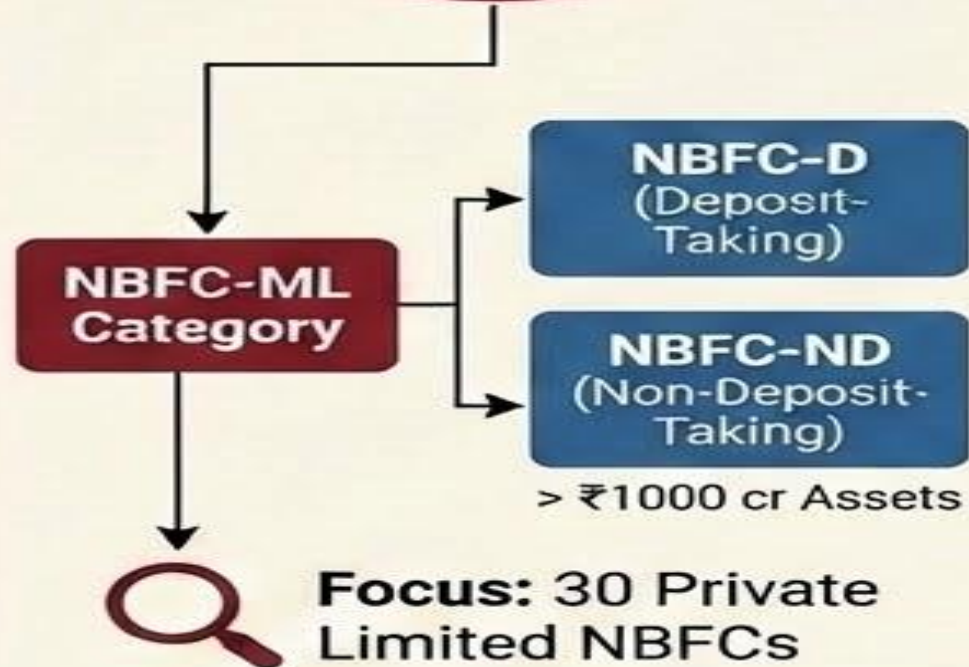 NBFC-D
(Deposit-
Taking)
NBFC-ML
Category
NBFC-ND
(Non-Deposit-
Taking)
> ₹1000 cr Assets
Focus: 30 Private
Limited NBFCs